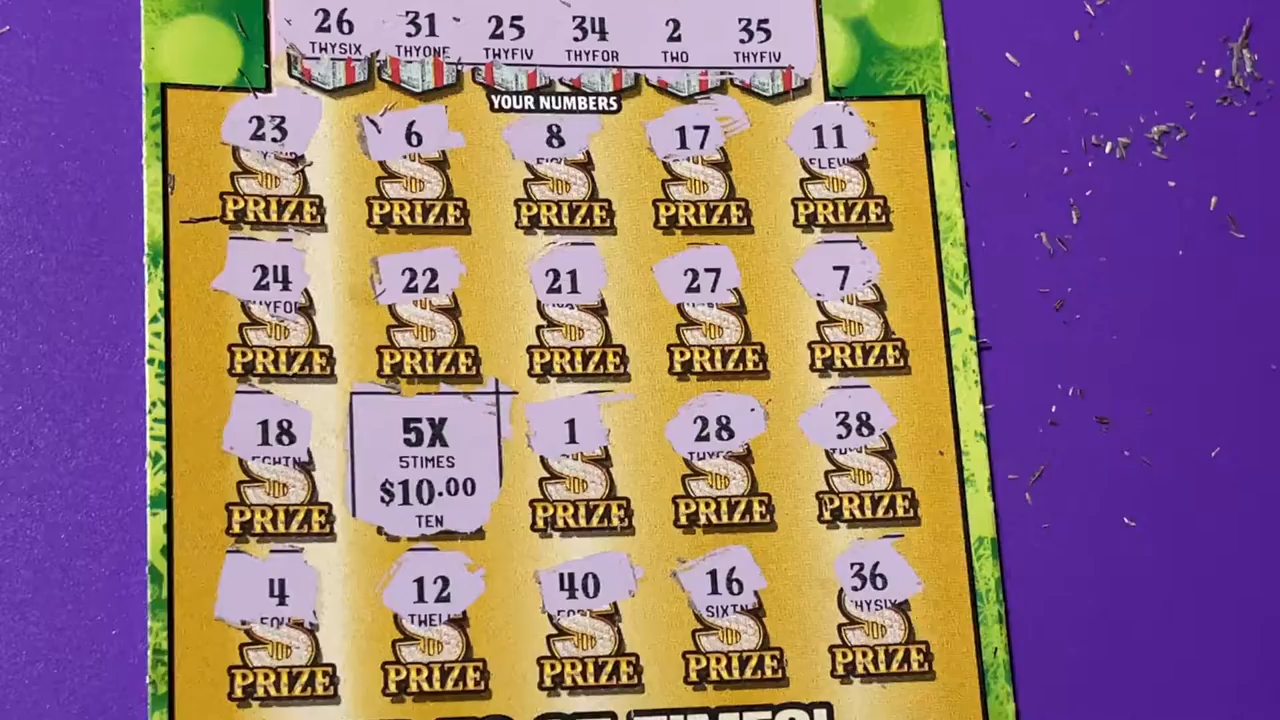 26 31 25 34 2 35
THYSIX THYONE THYFIV THYFOR TWO THYFIV
YOUR NUMBERS
23 6 8 17 11
PRIZE PRIZE PRIZE PRIZE PRIZE
24 22 21 27 7
PRIZE PRIZE PRIZE PRIZE PRIZE
18 5X 1 28 38
5TIMES
$10.00
TEN
PRIZE PRIZE PRIZE PRIZE
4 12 40 16 36
SIXTN
PRIZE PRIZE PRIZE PRIZE PRIZE
TIMES!